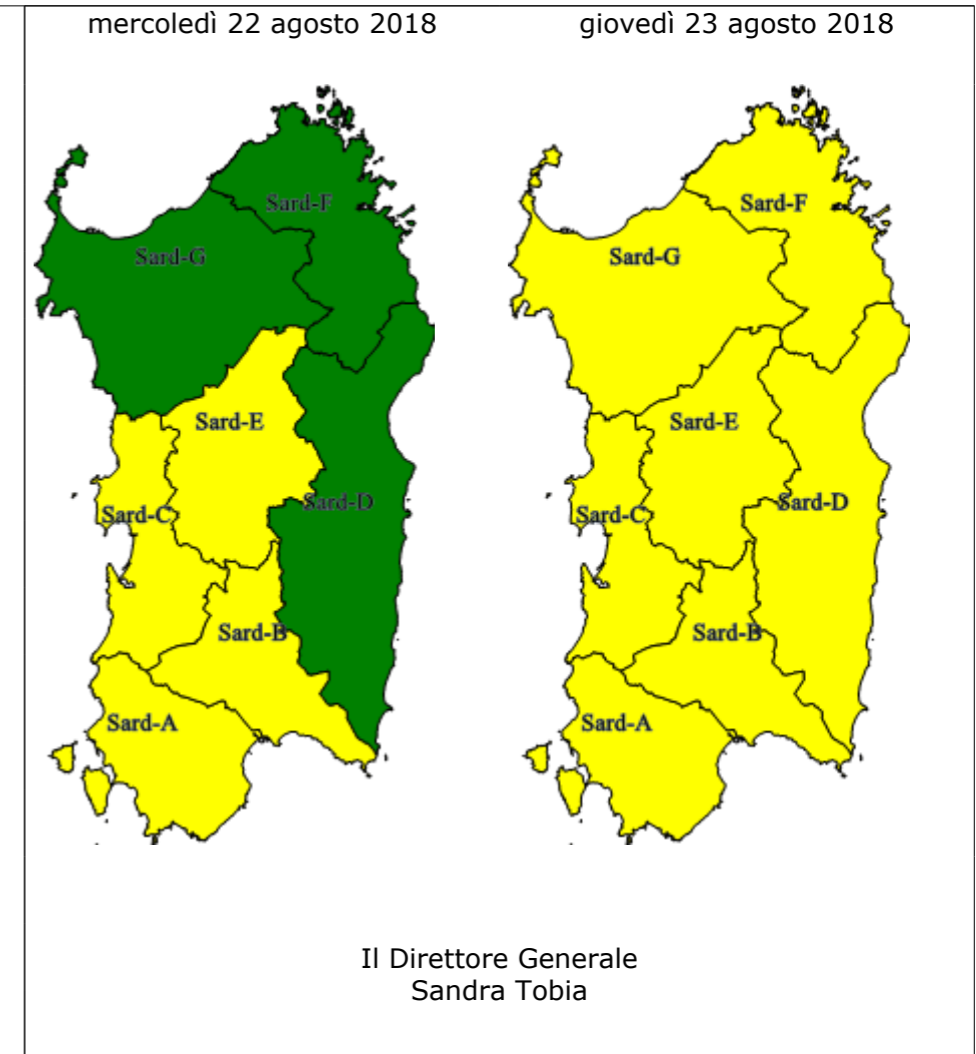 mercoledì 22 agosto 2018
giovedì 23 agosto 2018
Sard-F
Sard-G
Sard-E
Sard-D
Sard-C
Sard-B
Sard-A
Sard-F
Sard-G
Sard-E
Sard-D
Sard-C
Sard-B
Sard-A
Il Direttore Generale
Sandra Tobia